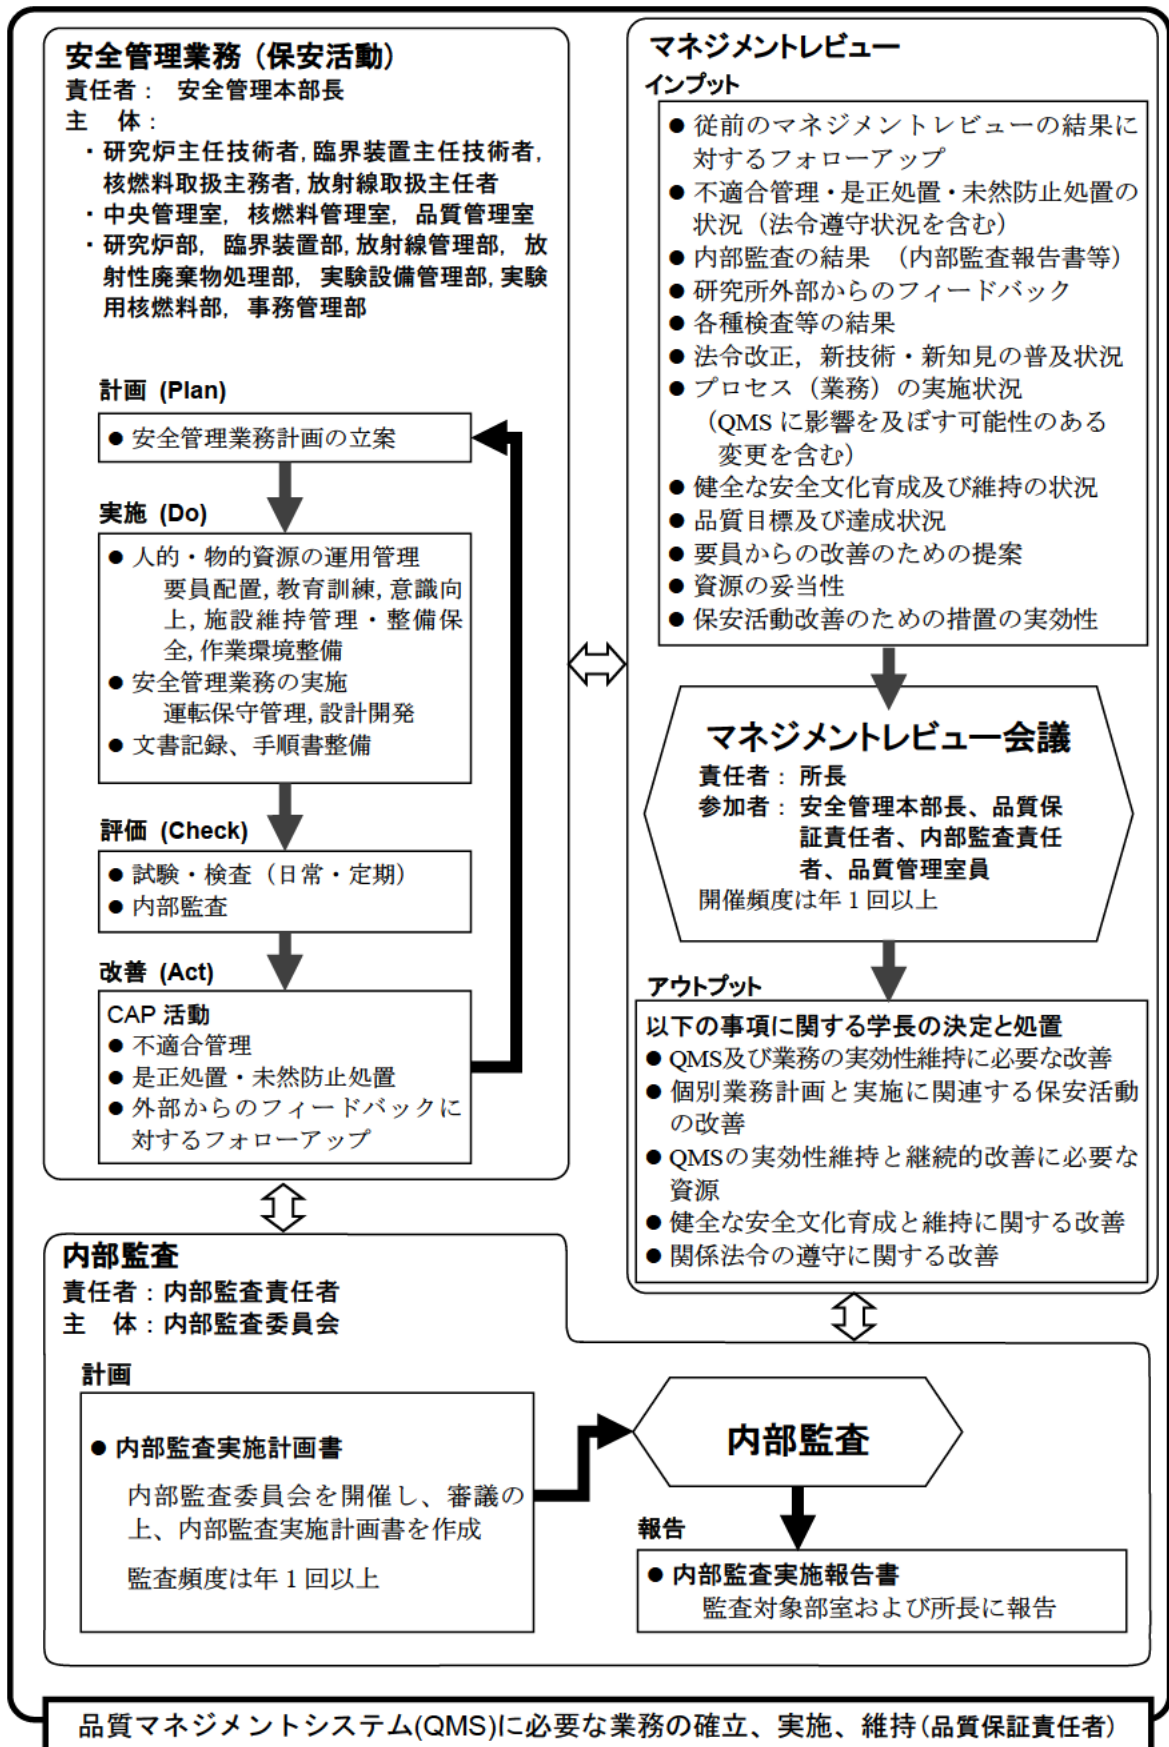 安全管理業務（保安活動）
責任者： 安全管理本部長
主　体：
・研究炉主任技術者, 臨界装置主任技術者,
核燃料取扱主務者, 放射線取扱主任者
・中央管理室, 核燃料管理室, 品質管理室
・研究炉部, 臨界装置部, 放射線管理部, 放
射性廃棄物処理部, 実験設備管理部, 実験
用核燃料部, 事務管理部
計画 (Plan)
● 安全管理業務計画の立案
実施 (Do)
● 人的・物的資源の運用管理
要員配置, 教育訓練, 意識向
上, 施設維持管理・整備保
全, 作業環境整備
● 安全管理業務の実施
運転保守管理, 設計開発
● 文書記録、手順書整備
評価 (Check)
● 試験・検査（日常・定期）
● 内部監査
改善 (Act)
CAP 活動
● 不適合管理
● 是正処置・未然防止処置
● 外部からのフィードバックに
対するフォローアップ
マネジメントレビュー
インプット
● 従前のマネジメントレビューの結果に
対するフォローアップ
● 不適合管理・是正処置・未然防止処置の
状況（法令遵守状況を含む）
● 内部監査の結果　（内部監査報告書等）
● 研究所外部からのフィードバック
● 各種検査等の結果
● 法令改正, 新技術・新知見の普及状況
● プロセス（業務）の実施状況
（QMS に影響を及ぼす可能性のある
変更を含む）
● 健全な安全文化育成及び維持の状況
● 品質目標及び達成状況
● 要員からの改善のための提案
● 資源の妥当性
● 保安活動改善のための措置の実効性
マネジメントレビュー会議
責任者： 所長
参加者： 安全管理本部長、品質保
証責任者、内部監査責任
者、品質管理室員
開催頻度は年 1 回以上
アウトプット
以下の事項に関する学長の決定と処置
● QMS及び業務の実効性維持に必要な改善
● 個別業務計画と実施に関連する保安活動
の改善
● QMSの実効性維持と継続的改善に必要な
資源
● 健全な安全文化育成と維持に関する改善
● 関係法令の遵守に関する改善
内部監査
責任者：内部監査責任者
主　体：内部監査委員会
計画
● 内部監査実施計画書
内部監査委員会を開催し、審議の
上、内部監査実施計画書を作成
監査頻度は年 1 回以上
内部監査
報告
● 内部監査実施報告書
監査対象部室および所長に報告
品質マネジメントシステム(QMS)に必要な業務の確立、実施、維持(品質保証責任者)